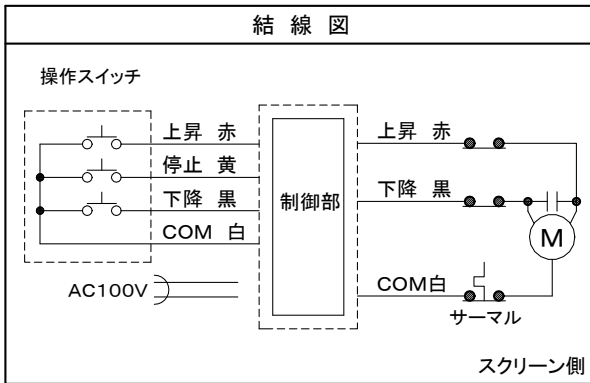 結線図
操作スイッチ
上昇 赤
停止 黄
下降 黒
COM 白
AC100V
制御部
上昇 赤
下降 黒
COM白
M
サーマル
スクリーン側